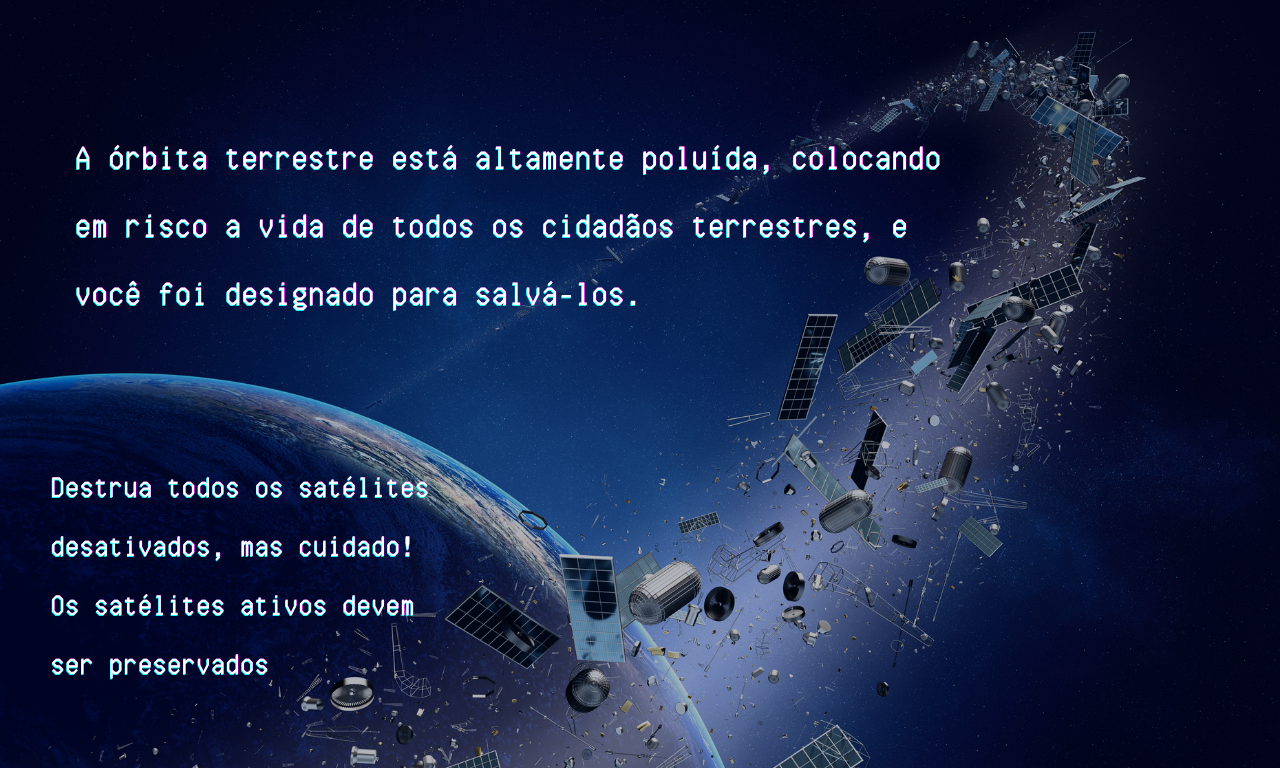 A órbita terrestre está altamente poluída, colocando
em risco a vida de todos os cidadãos terrestres, e
você foi designado para salvá-los.
Destrua todos os satélites
desativados, mas cuidado!
Os satélites ativos devem
ser preservados